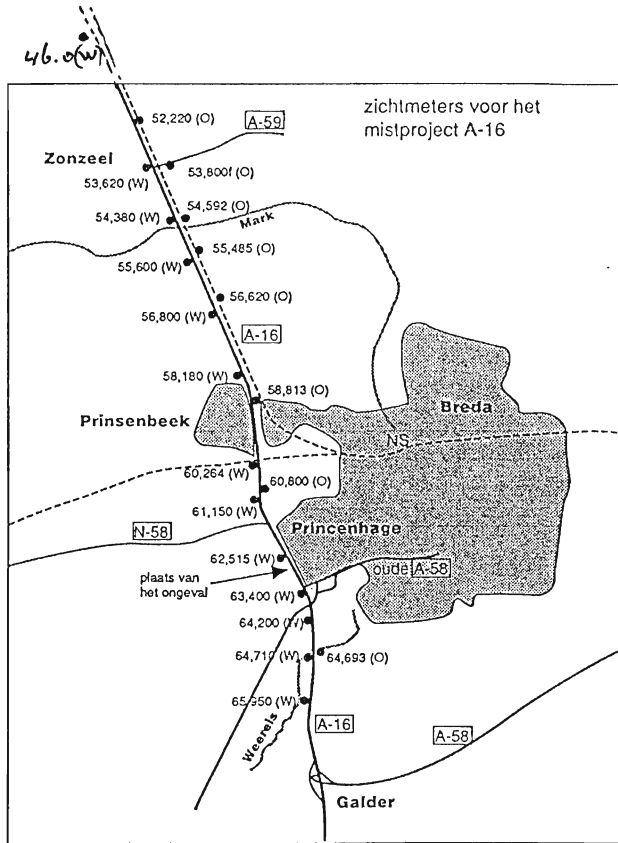 46.0(W)
zichtmeters voor het
mistproject A-16
52,220 (O)
A-59
Zonzeel
53,800f (O)
53,620 (W)
54,592 (O)
54,380 (W)
Mark
55,485 (O)
55,600 (W)
56,620 (O)
56,800 (W)
A-16
58,180 (W)
58,813 (O)
Prinsenbeek
Breda
NS
60,264 (W)
60,800 (O)
61,150 (W)
Princenhage
N-58
62,515 (W)
oude A-58
plaats van
het ongeval
63,400 (W)
64,200 (W)
64,710 (W)
64,693 (O)
65,950 (W)
Weereis
A-16
A-58
Galder